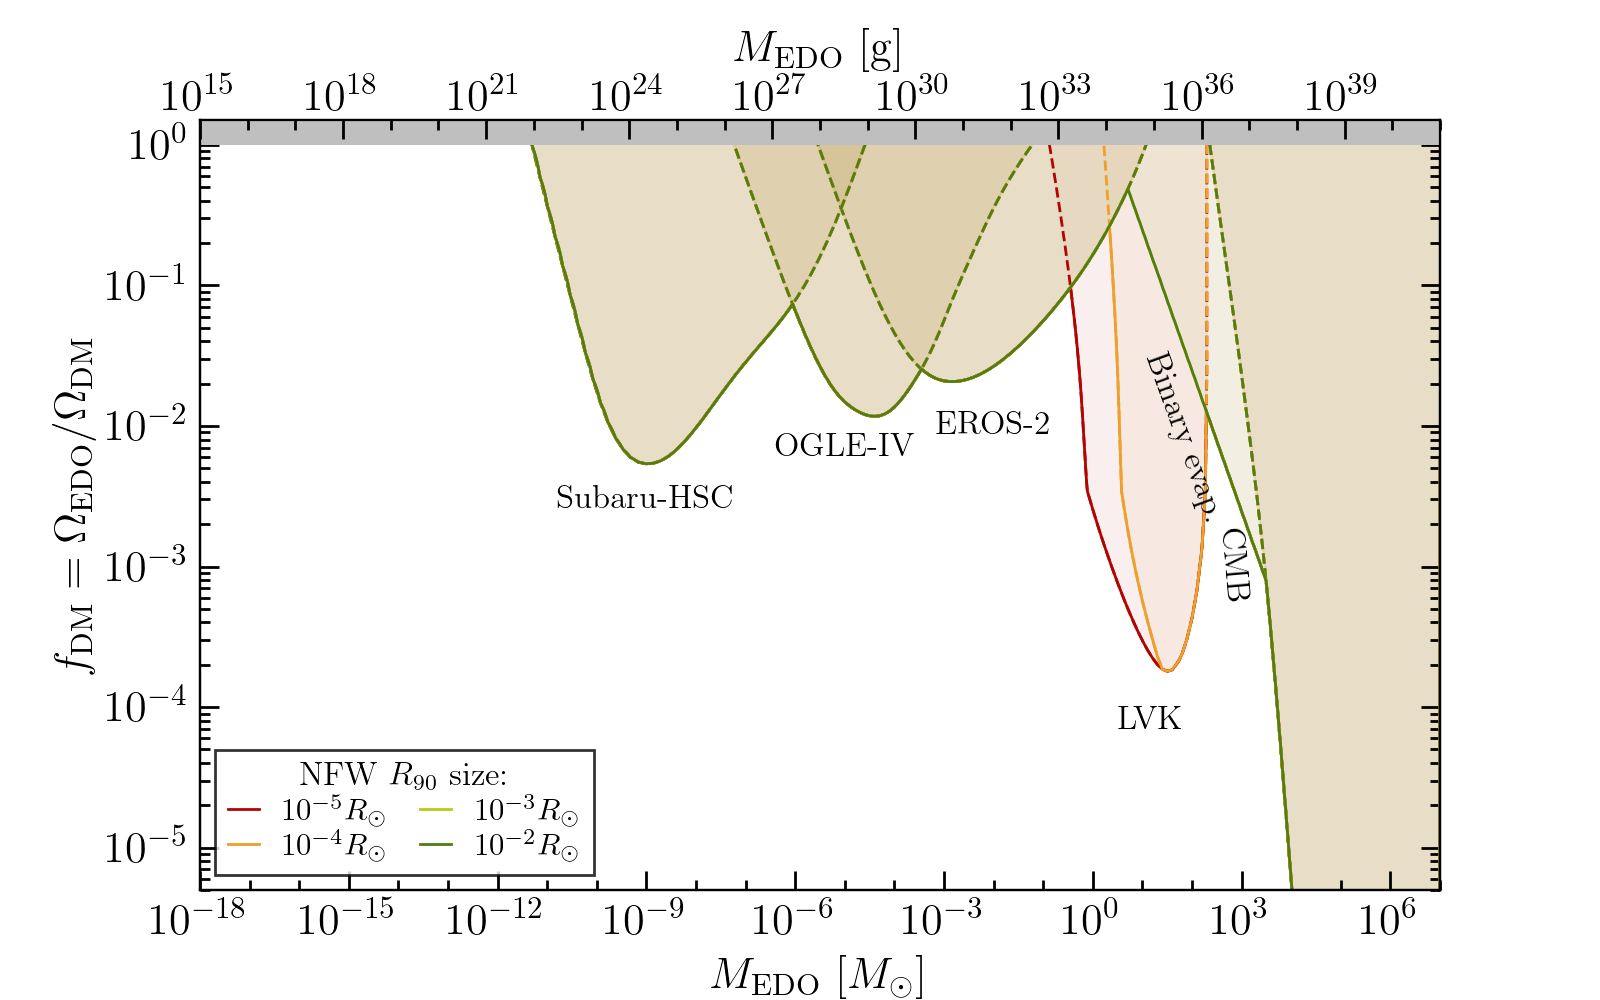 M_EDO [g]
10^15 10^18 10^21 10^24 10^27 10^30 10^33 10^36 10^39
10^0
10^−1
10^−2
10^−3
10^−4
10^−5
f_DM = Ω_EDO/Ω_DM
Subaru-HSC
OGLE-IV
EROS-2
Binary evap.
CMB
LVK
NFW R_90 size:
10^−5 R_⊙ 10^−3 R_⊙
10^−4 R_⊙ 10^−2 R_⊙
10^−18 10^−15 10^−12 10^−9 10^−6 10^−3 10^0 10^3 10^6
M_EDO [M_⊙]